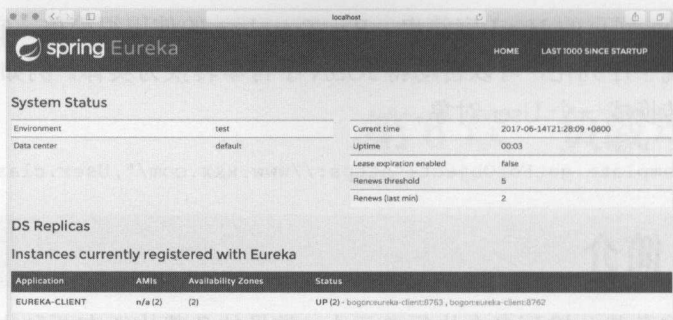 localhost
spring Eureka
HOME LAST 1000 SINCE STARTUP
System Status
Environment test
Data center default
Current time 2017-06-14T21:28:09 +0800
Uptime 00:03
Lease expiration enabled false
Renews threshold 5
Renews (last min) 2
DS Replicas
Instances currently registered with Eureka
Application AMIs Availability Zones Status
EUREKA-CLIENT n/a (2) (2) UP (2) - bogon:eureka-client:8763 , bogon:eureka-client:8762